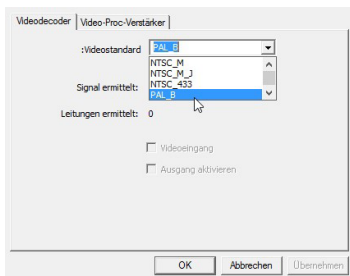 Videodecoder Video-Proc-Verstärker
:Videostandard PAL_B
NTSC_M
NTSC_M_J
NTSC_433
PAL_B
Signal ermittelt:
Leitungen ermittelt: 0
Videoeingang
Ausgang aktivieren
OK Abbrechen Übernehmen